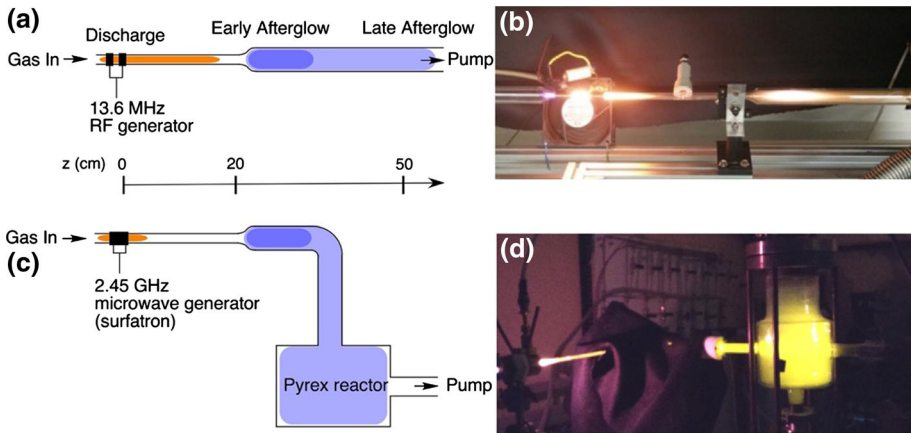 (a)
Discharge
Early Afterglow
Late Afterglow
Gas In
Pump
13.6 MHz
RF generator
z (cm)
0
20
50
(b)
Gas In
(c)
2.45 GHz
microwave generator
(surfatron)
Pyrex reactor
Pump
(d)